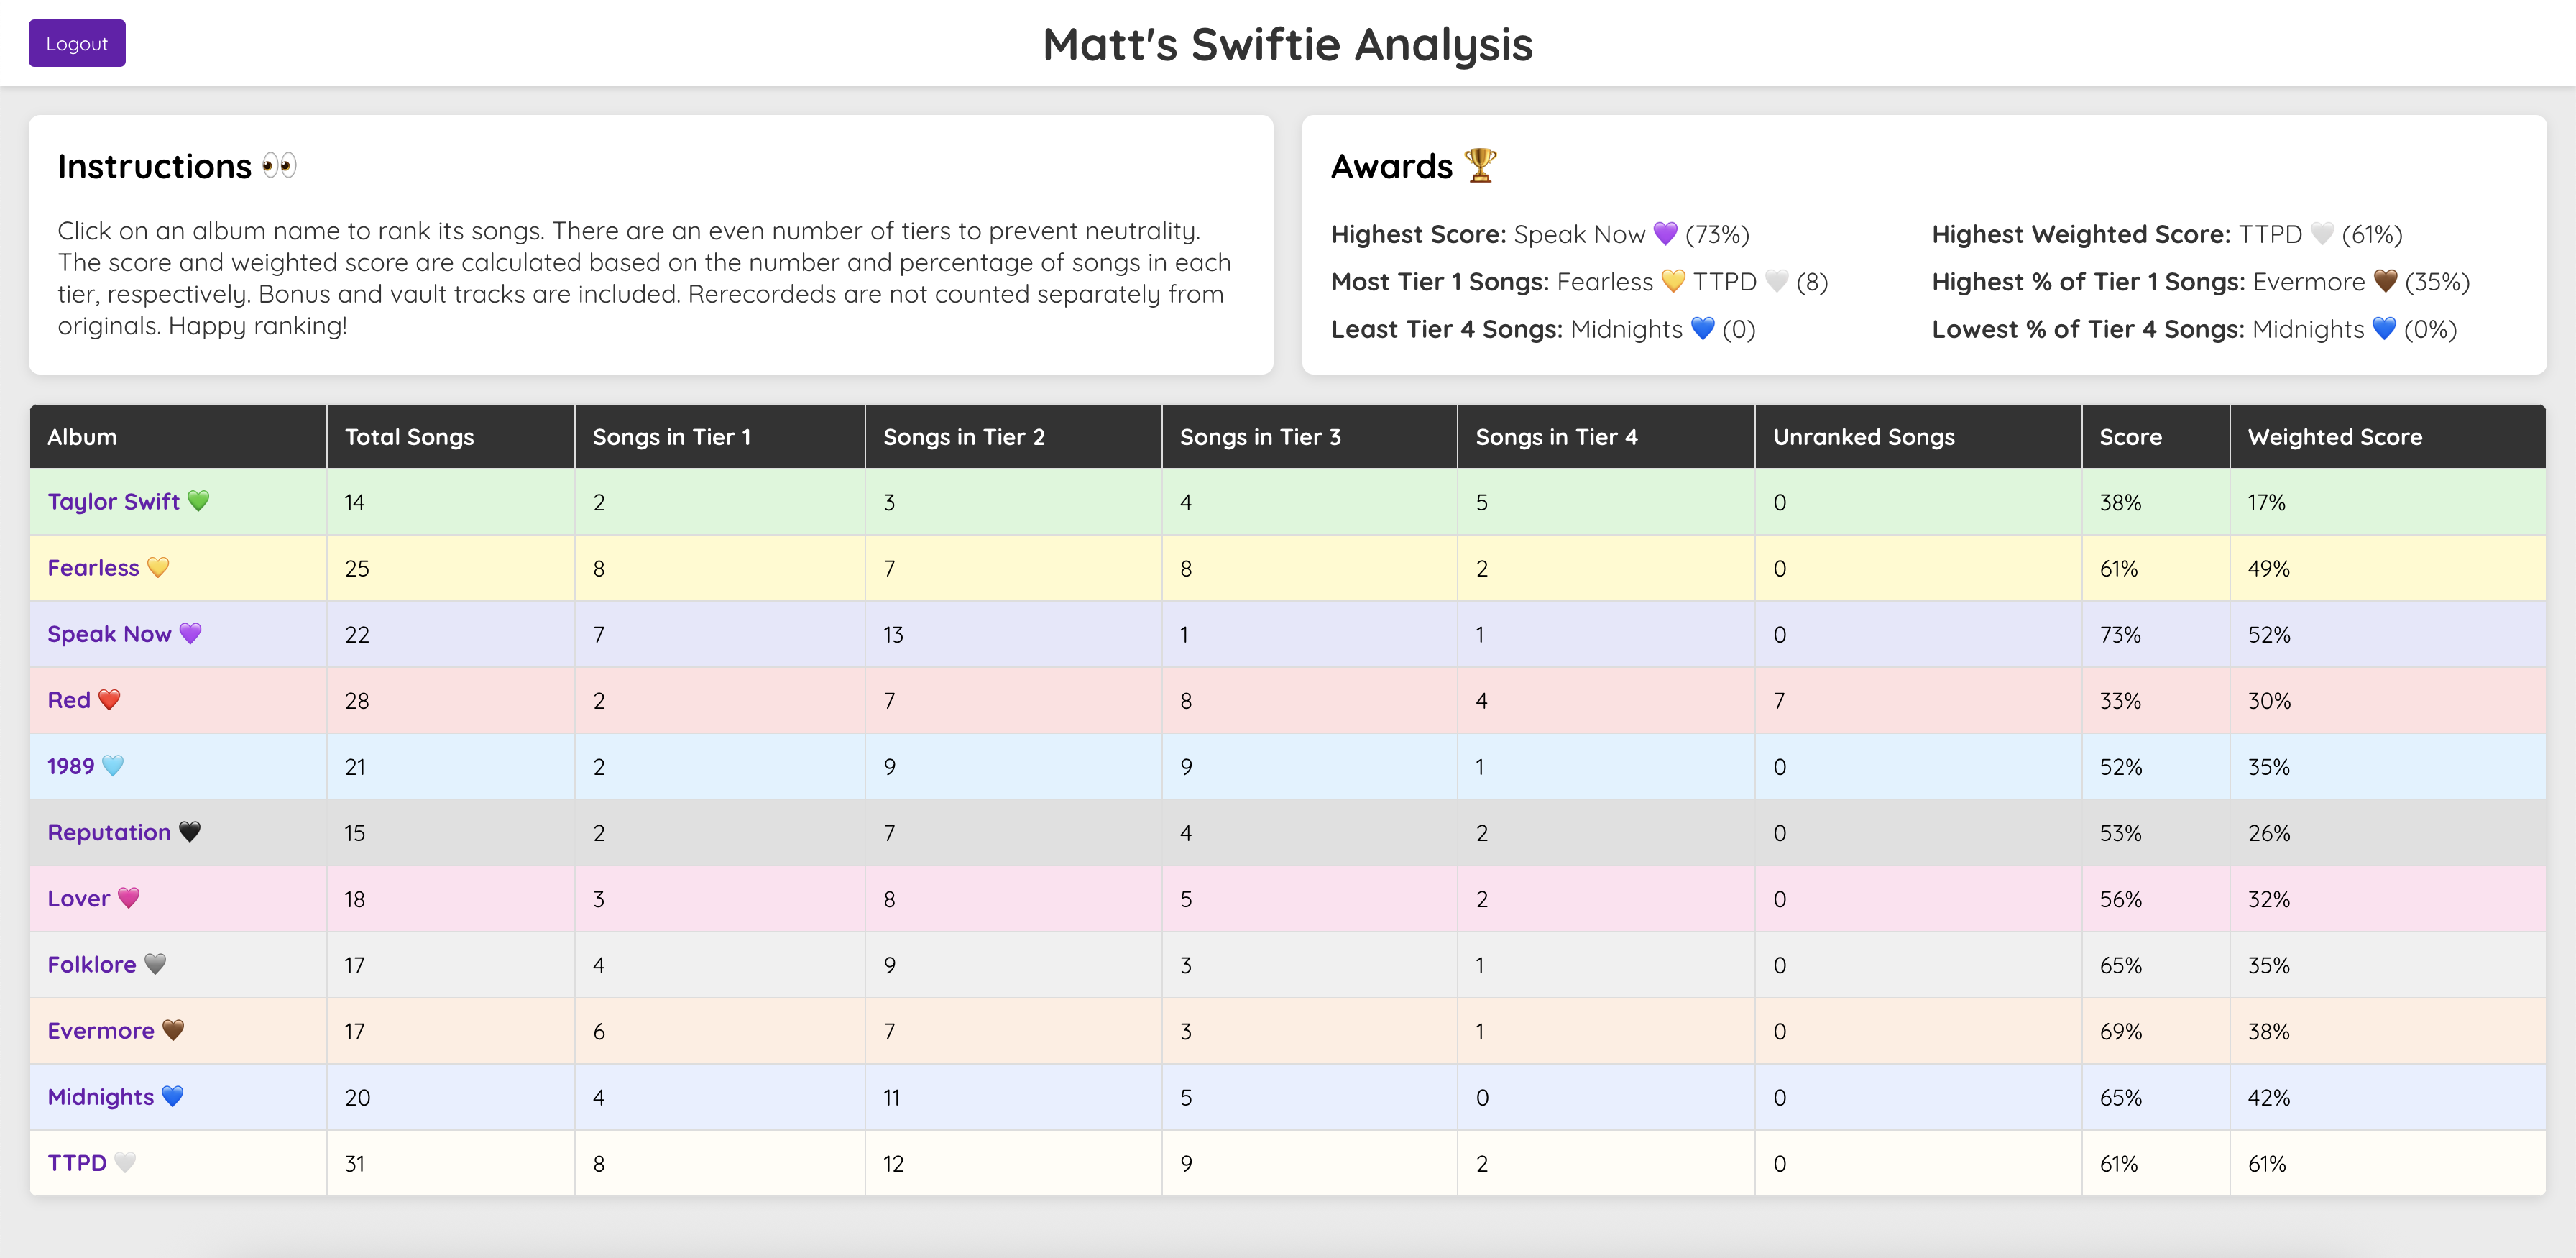 Logout
Matt's Swiftie Analysis
Instructions 👀
Click on an album name to rank its songs. There are an even number of tiers to prevent neutrality.
The score and weighted score are calculated based on the number and percentage of songs in each
tier, respectively. Bonus and vault tracks are included. Rerecordeds are not counted separately from
originals. Happy ranking!
Awards 🏆
Highest Score: Speak Now 💜 (73%)
Highest Weighted Score: TTPD 🤍 (61%)
Most Tier 1 Songs: Fearless 💛 TTPD 🤍 (8)
Highest % of Tier 1 Songs: Evermore 🤎 (35%)
Least Tier 4 Songs: Midnights 💙 (0)
Lowest % of Tier 4 Songs: Midnights 💙 (0%)
Album Total Songs Songs in Tier 1 Songs in Tier 2 Songs in Tier 3 Songs in Tier 4 Unranked Songs Score Weighted Score
Taylor Swift 💚 14 2 3 4 5 0 38% 17%
Fearless 💛 25 8 7 8 2 0 61% 49%
Speak Now 💜 22 7 13 1 1 0 73% 52%
Red ❤️ 28 2 7 8 4 7 33% 30%
1989 🩵 21 2 9 9 1 0 52% 35%
Reputation 🖤 15 2 7 4 2 0 53% 26%
Lover 🩷 18 3 8 5 2 0 56% 32%
Folklore 🩶 17 4 9 3 1 0 65% 35%
Evermore 🤎 17 6 7 3 1 0 69% 38%
Midnights 💙 20 4 11 5 0 0 65% 42%
TTPD 🤍 31 8 12 9 2 0 61% 61%